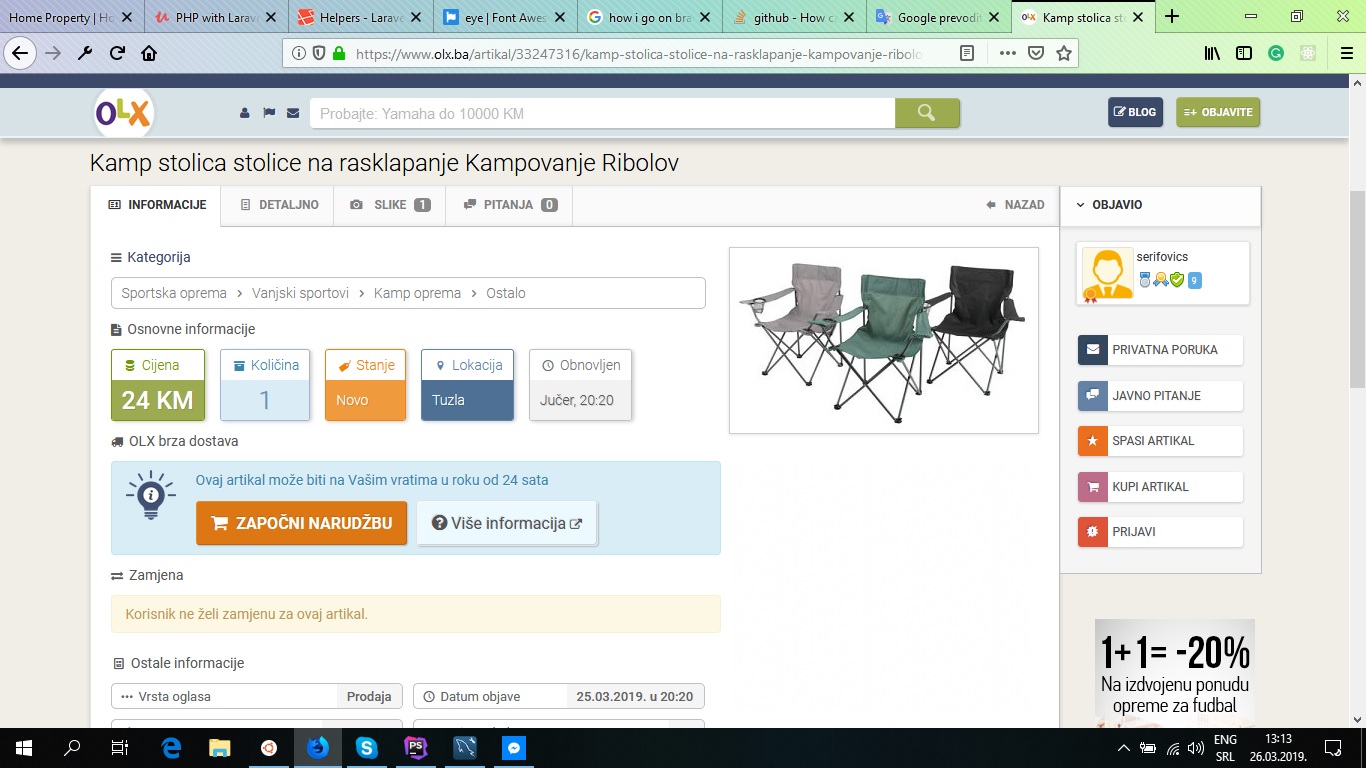 Home Property | Ho
PHP with Larave
Helpers - Larave
eye | Font Awes
how i go on bra
github - How ca
Google prevodit
Kamp stolica sto
https://www.olx.ba/artikal/33247316/kamp-stolica-stolice-na-rasklapanje-kampovanje-ribolo
OLX
Probajte: Yamaha do 10000 KM
BLOG
OBJAVITE
Kamp stolica stolice na rasklapanje Kampovanje Ribolov
INFORMACIJE
DETALJNO
SLIKE 1
PITANJA 0
NAZAD
OBJAVIO
serifovics
9
Kategorija
Sportska oprema > Vanjski sportovi > Kamp oprema > Ostalo
Osnovne informacije
Cijena
24 KM
Količina
1
Stanje
Novo
Lokacija
Tuzla
Obnovljen
Jučer, 20:20
PRIVATNA PORUKA
JAVNO PITANJE
SPASI ARTIKAL
KUPI ARTIKAL
PRIJAVI
OLX brza dostava
Ovaj artikal može biti na Vašim vratima u roku od 24 sata
ZAPOČNI NARUDŽBU
Više informacija
Zamjena
Korisnik ne želi zamjenu za ovaj artikal.
Ostale informacije
Vrsta oglasa Prodaja
Datum objave 25.03.2019. u 20:20
1+1= -20%
Na izdvojenu ponudu
opreme za fudbal
ENG
SRL
13:13
26.03.2019.